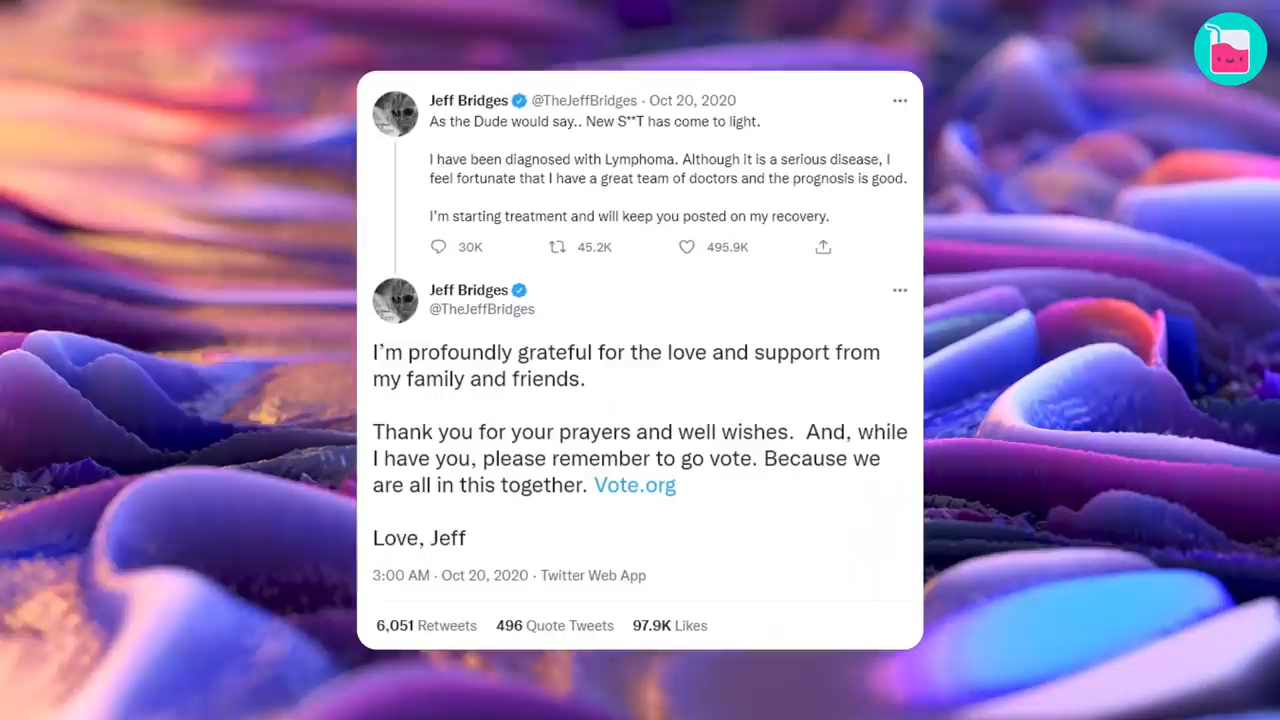 Jeff Bridges @TheJeffBridges · Oct 20, 2020
As the Dude would say.. New S**T has come to light.
I have been diagnosed with Lymphoma. Although it is a serious disease, I
feel fortunate that I have a great team of doctors and the prognosis is good.
I'm starting treatment and will keep you posted on my recovery.
30K 45.2K 495.9K
Jeff Bridges
@TheJeffBridges
I'm profoundly grateful for the love and support from
my family and friends.
Thank you for your prayers and well wishes.  And, while
I have you, please remember to go vote. Because we
are all in this together. Vote.org
Love, Jeff
3:00 AM · Oct 20, 2020 · Twitter Web App
6,051 Retweets 496 Quote Tweets 97.9K Likes